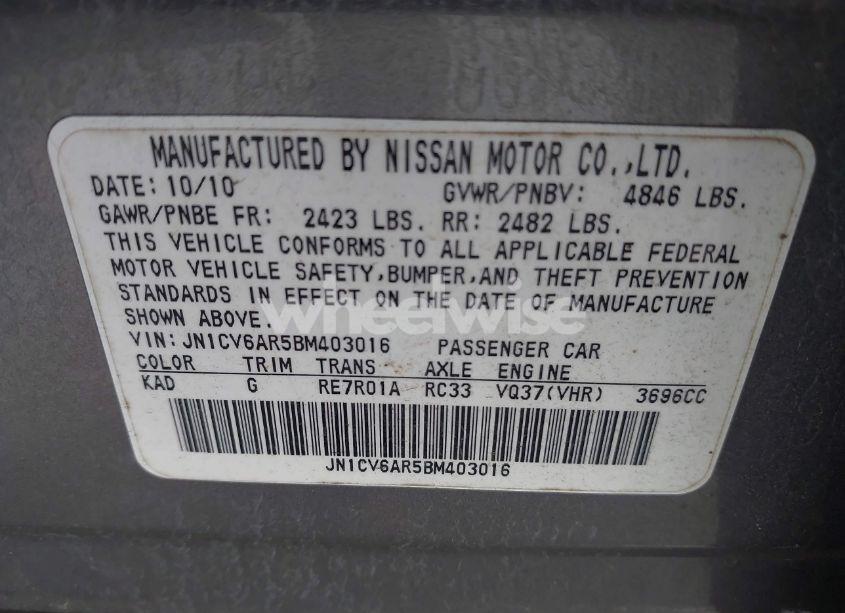 MANUFACTURED BY NISSAN MOTOR CO.,LTD.
DATE: 10/10 GVWR/PNBV: 4846 LBS.
GAWR/PNBE FR: 2423 LBS. RR: 2482 LBS.
THIS VEHICLE CONFORMS TO ALL APPLICABLE FEDERAL
MOTOR VEHICLE SAFETY,BUMPER,AND THEFT PREVENTION
STANDARDS IN EFFECT ON THE DATE OF MANUFACTURE
SHOWN ABOVE.
wheelwise
VIN: JN1CV6AR5BM403016 PASSENGER CAR
COLOR TRIM TRANS AXLE ENGINE
KAD G RE7R01A RC33 VQ37(VHR) 3696CC
JN1CV6AR5BM403016